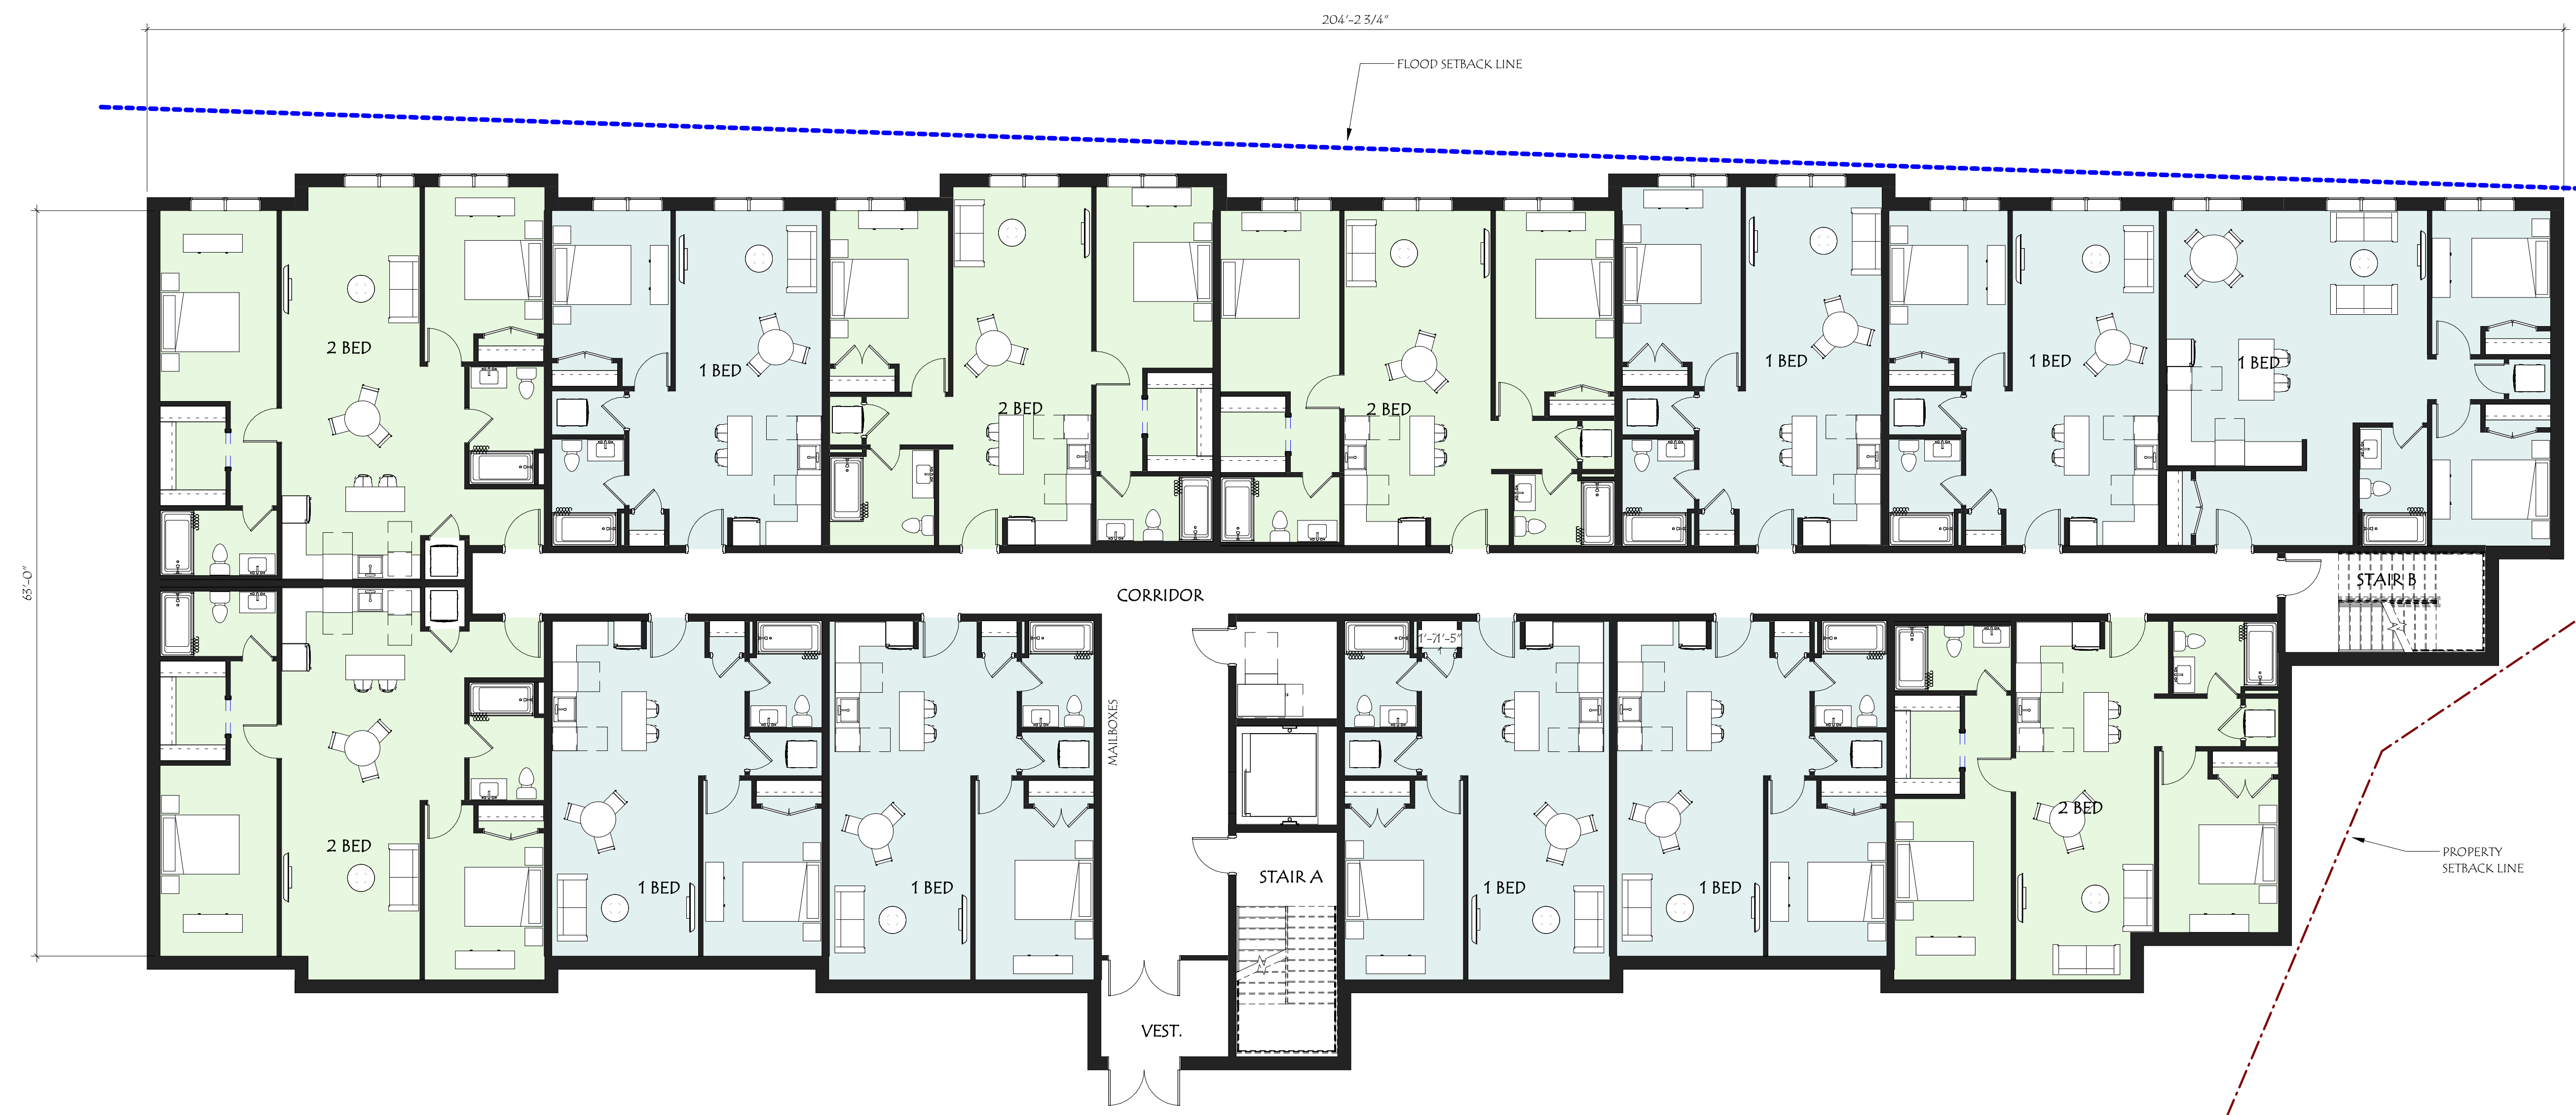 204'-2 3/4"
FLOOD SETBACK LINE
2 BED
1 BED
2 BED
2 BED
1 BED
1 BED
1 BED
63'-0"
CORRIDOR
STAIR B
MAILBOXES
2 BED
1 BED
1 BED
STAIR A
1 BED
1 BED
2 BED
PROPERTY
SETBACK LINE
VEST.